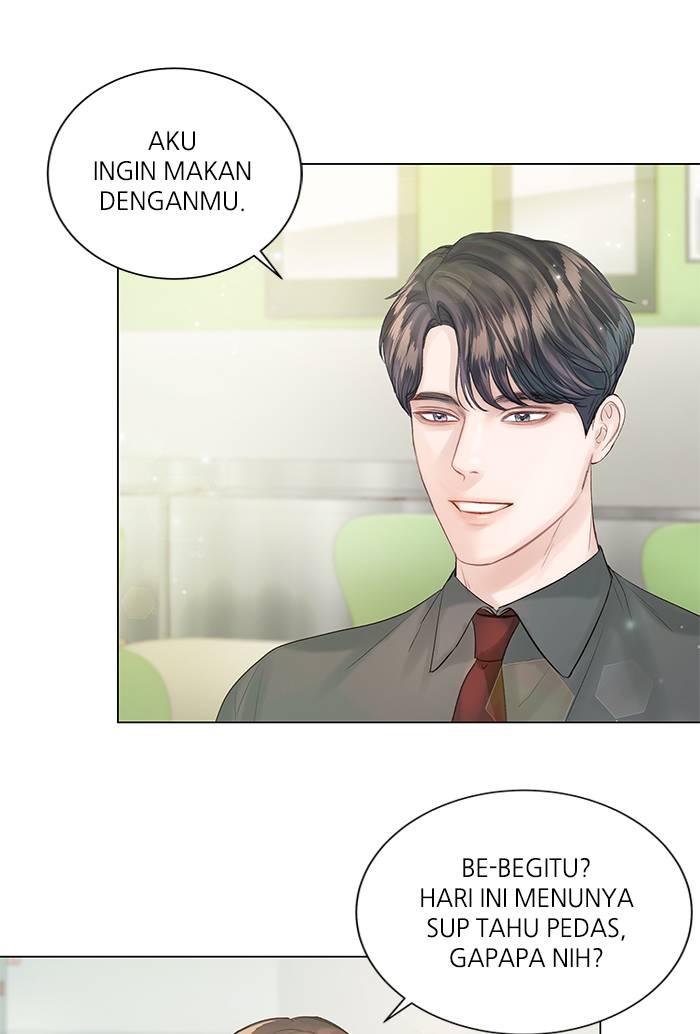 AKU
INGIN MAKAN
DENGANMU.
BE-BEGITU?
HARI INI MENUNYA
SUP TAHU PEDAS,
GAPAPA NIH?